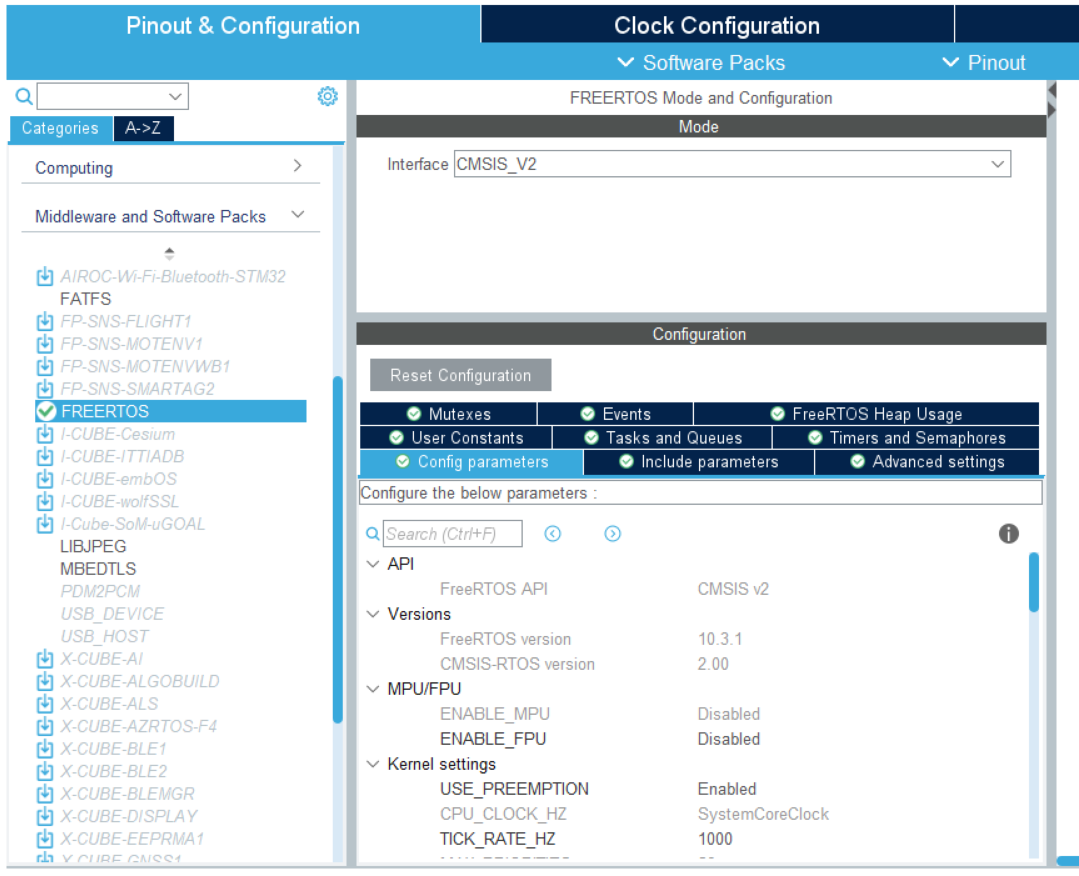 Pinout & Configuration
Clock Configuration
Software Packs
Pinout
Categories
A->Z
Computing
Middleware and Software Packs
AIROC-Wi-Fi-Bluetooth-STM32
FATFS
FP-SNS-FLIGHT1
FP-SNS-MOTENV1
FP-SNS-MOTENVWB1
FP-SNS-SMARTAG2
FREERTOS
I-CUBE-Cesium
I-CUBE-ITTIADB
I-CUBE-embOS
I-CUBE-wolfSSL
I-Cube-SoM-uGOAL
LIBJPEG
MBEDTLS
PDM2PCM
USB_DEVICE
USB_HOST
X-CUBE-AI
X-CUBE-ALGOBUILD
X-CUBE-ALS
X-CUBE-AZRTOS-F4
X-CUBE-BLE1
X-CUBE-BLE2
X-CUBE-BLEMGR
X-CUBE-DISPLAY
X-CUBE-EEPRMA1
X-CUBE-GNSS1
FREERTOS Mode and Configuration
Mode
Interface CMSIS_V2
Configuration
Reset Configuration
Mutexes
Events
FreeRTOS Heap Usage
User Constants
Tasks and Queues
Timers and Semaphores
Config parameters
Include parameters
Advanced settings
Configure the below parameters :
Search (Ctrl+F)
API
FreeRTOS API CMSIS v2
Versions
FreeRTOS version 10.3.1
CMSIS-RTOS version 2.00
MPU/FPU
ENABLE_MPU Disabled
ENABLE_FPU Disabled
Kernel settings
USE_PREEMPTION Enabled
CPU_CLOCK_HZ SystemCoreClock
TICK_RATE_HZ 1000